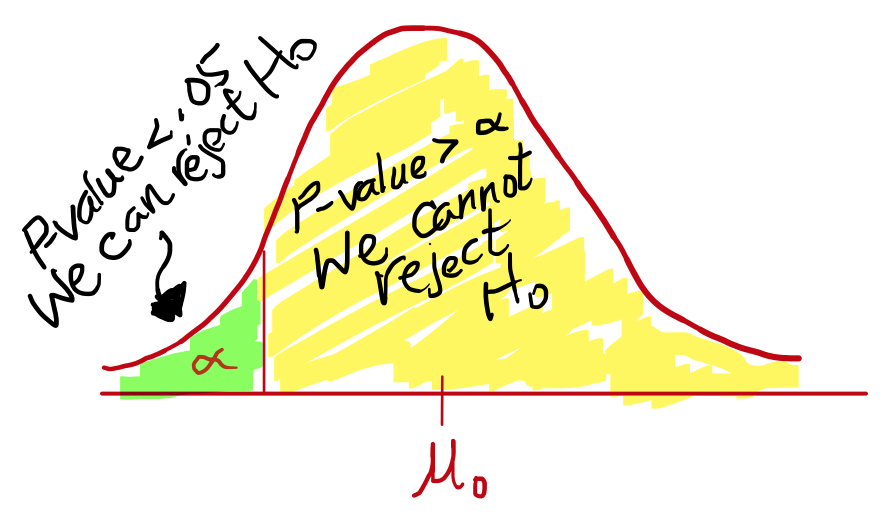 P-value < .05
We can reject H₀
P-value > α
We cannot
reject
H₀
α
μ₀